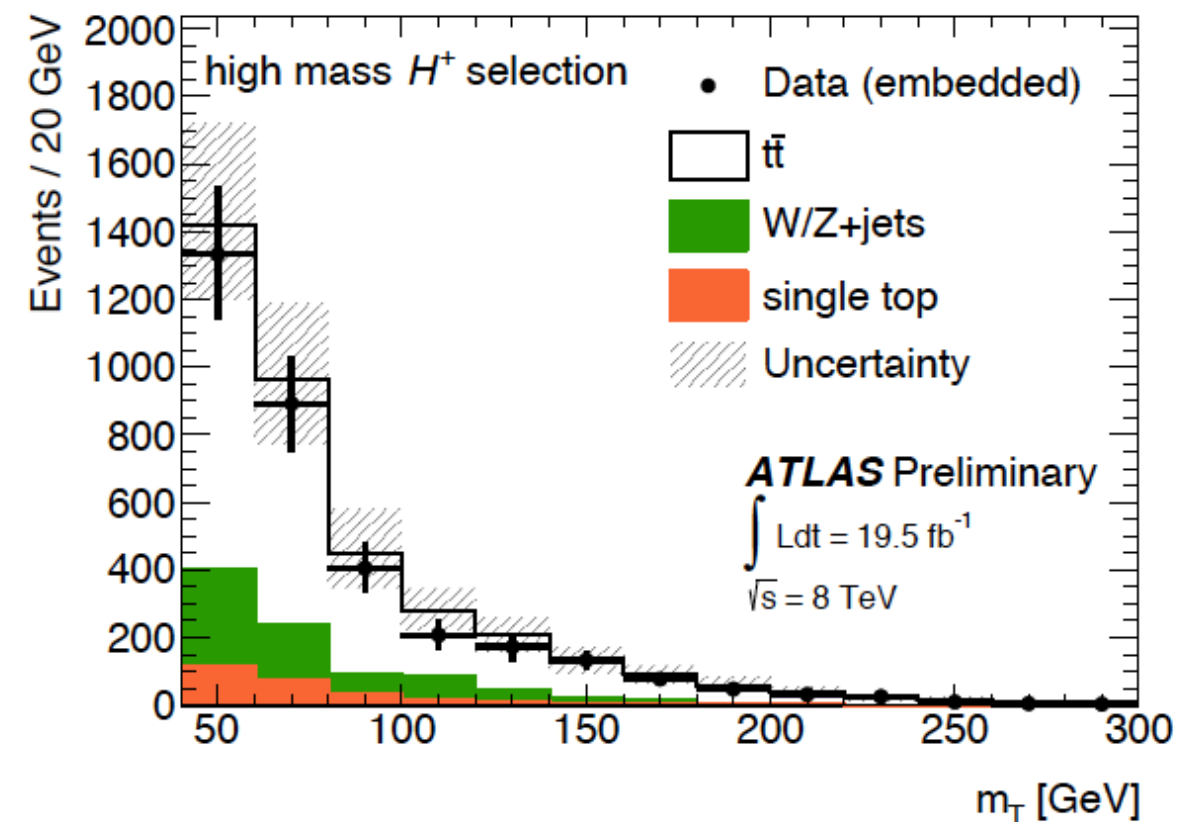 Events / 20 GeV
2000
1800
1600
1400
1200
1000
800
600
400
200
0
high mass H⁺ selection
Data (embedded)
tt̄
W/Z+jets
single top
Uncertainty
ATLAS Preliminary
∫ Ldt = 19.5 fb⁻¹
√s = 8 TeV
50 100 150 200 250 300
m_T [GeV]